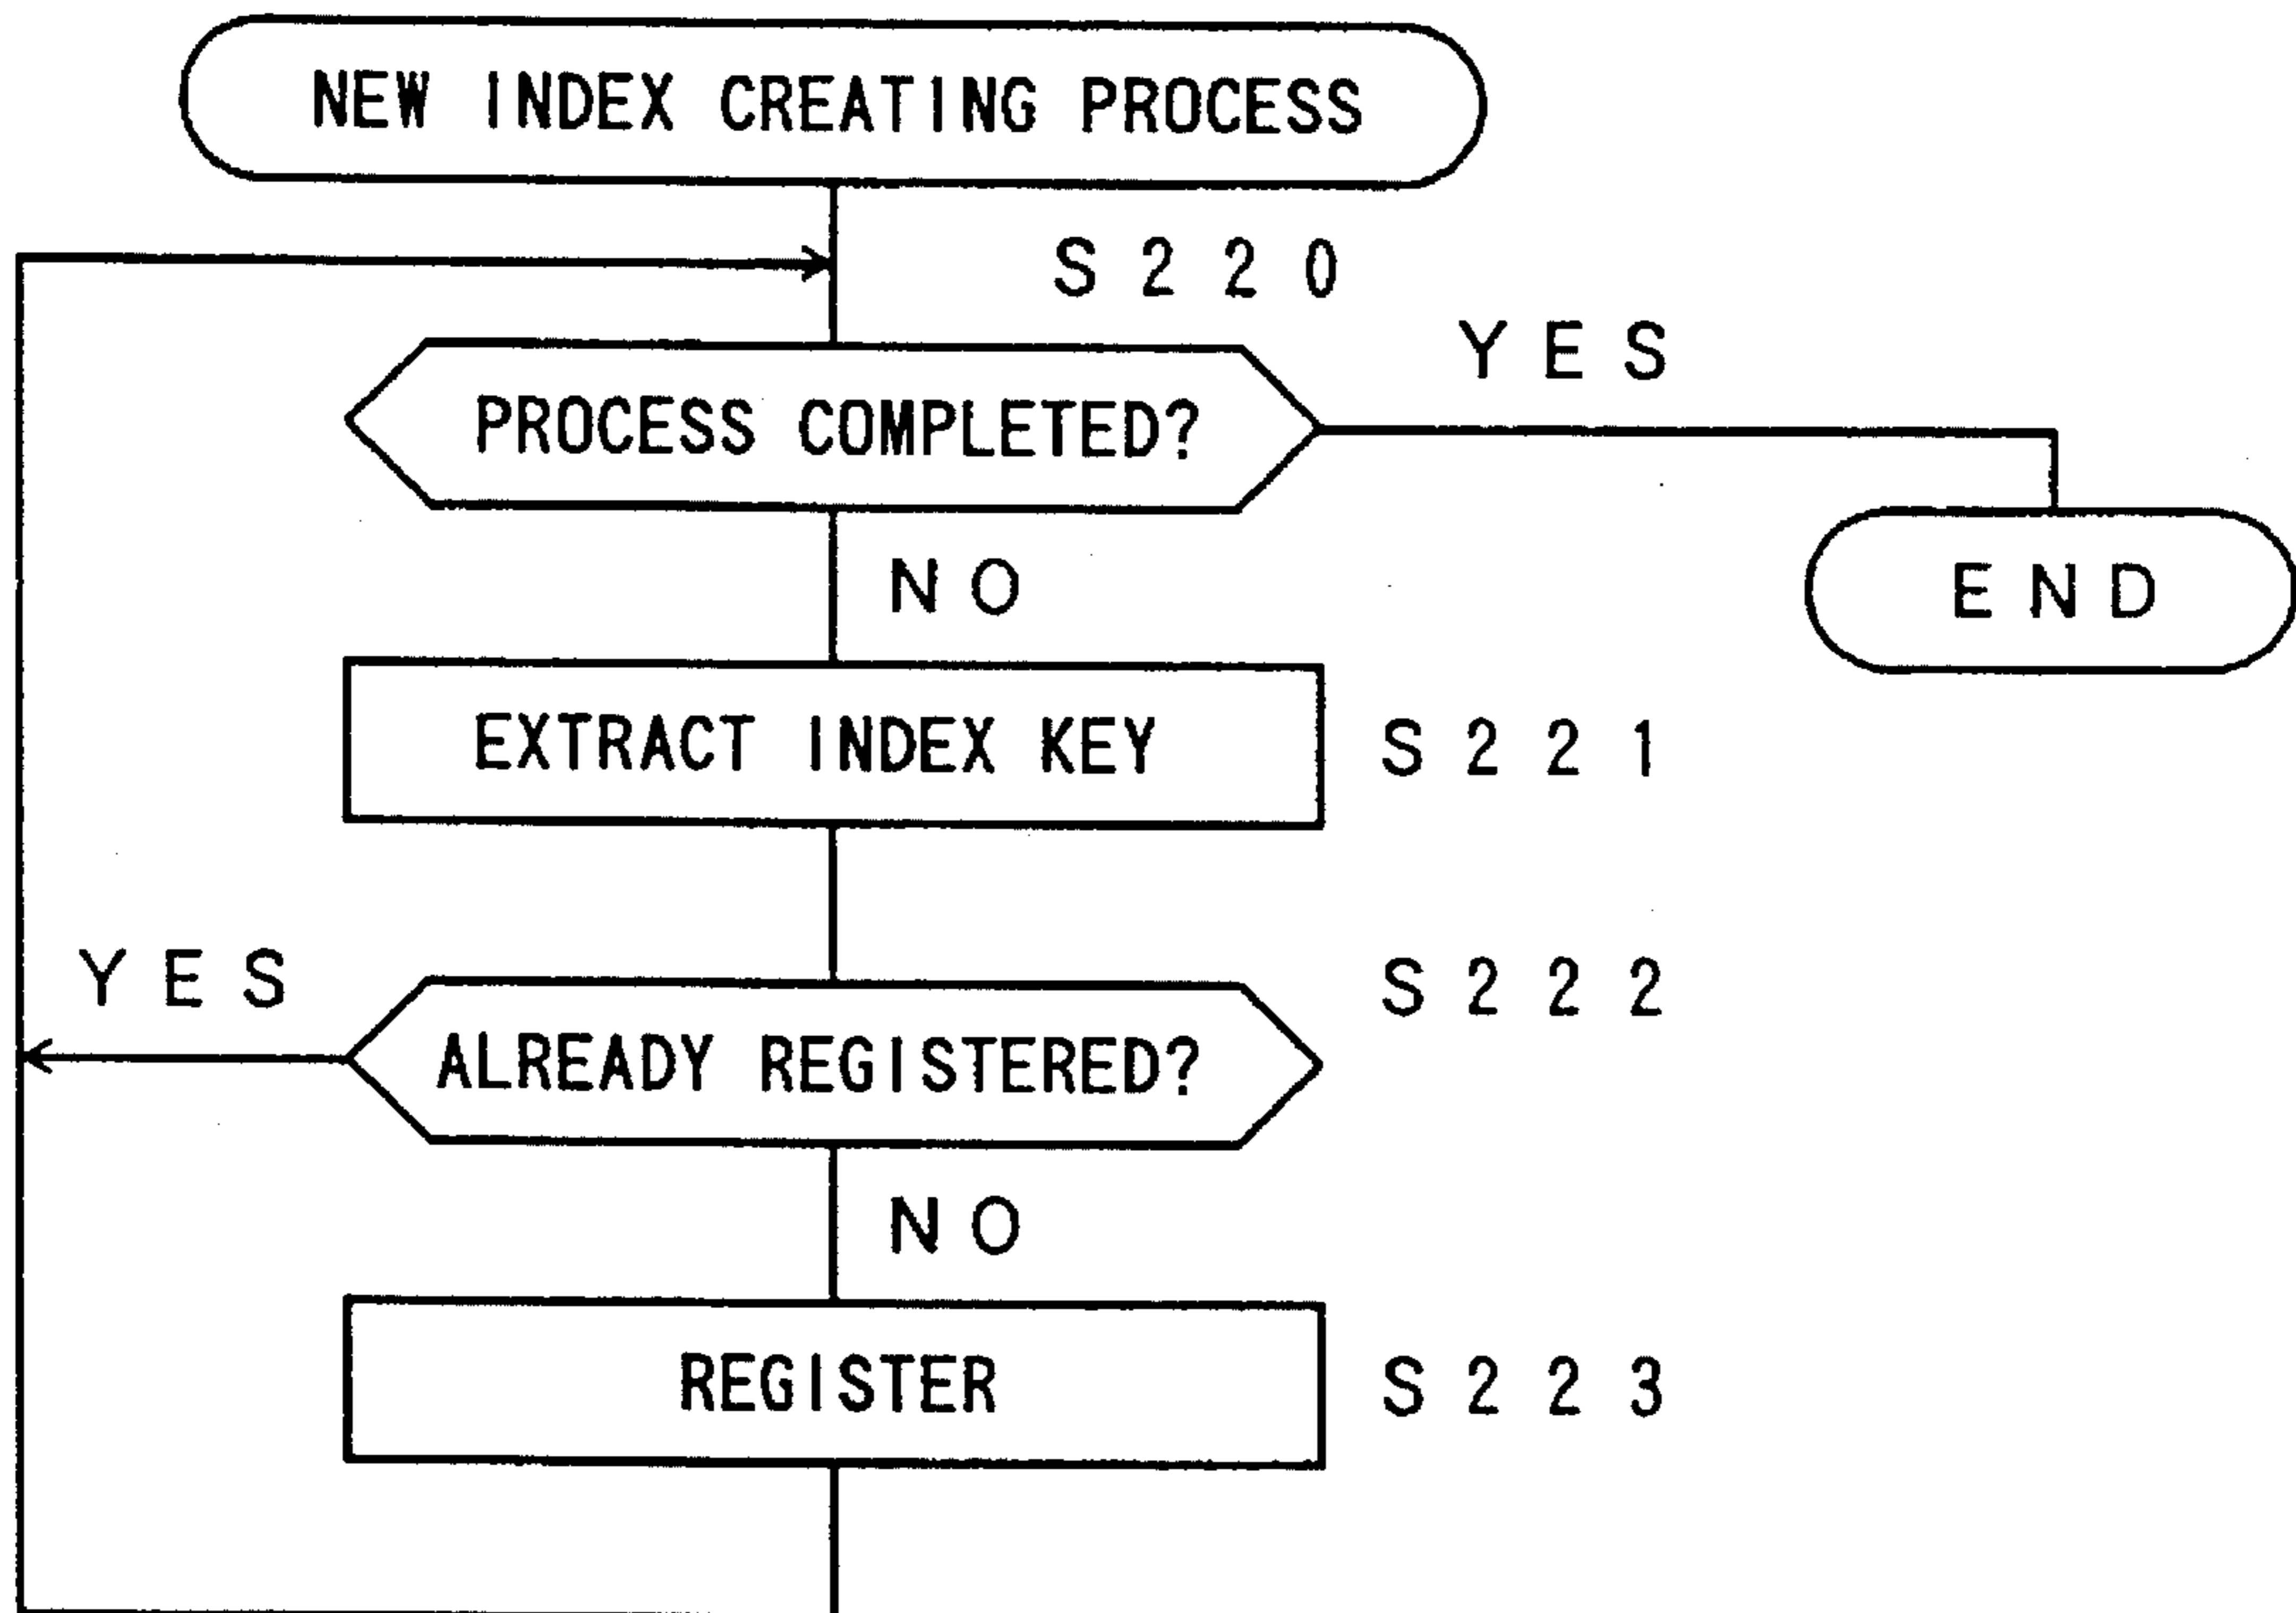 NEW INDEX CREATING PROCESS
S220
YES
PROCESS COMPLETED?
NO
END
EXTRACT INDEX KEY
S221
YES
S222
ALREADY REGISTERED?
NO
REGISTER
S223